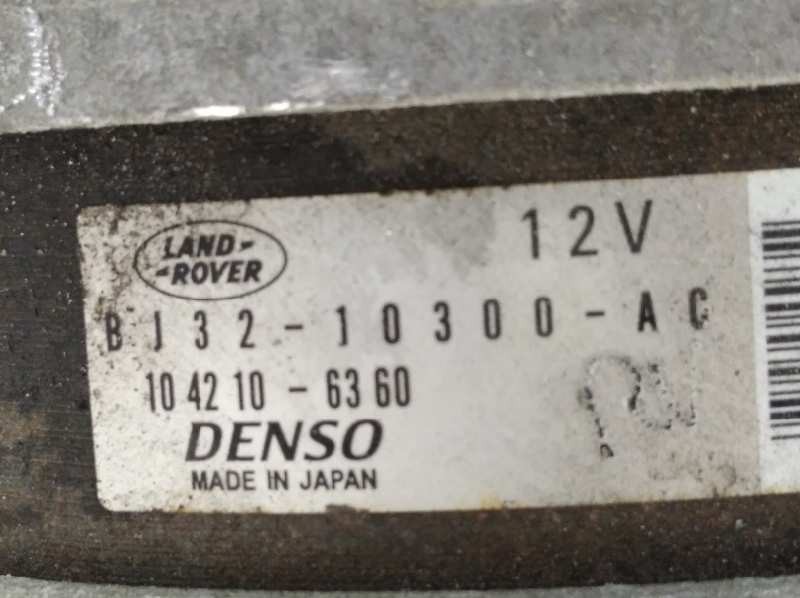 LAND-
-ROVER
12V
BJ32-10300-AC
104210-6360
DENSO
MADE IN JAPAN